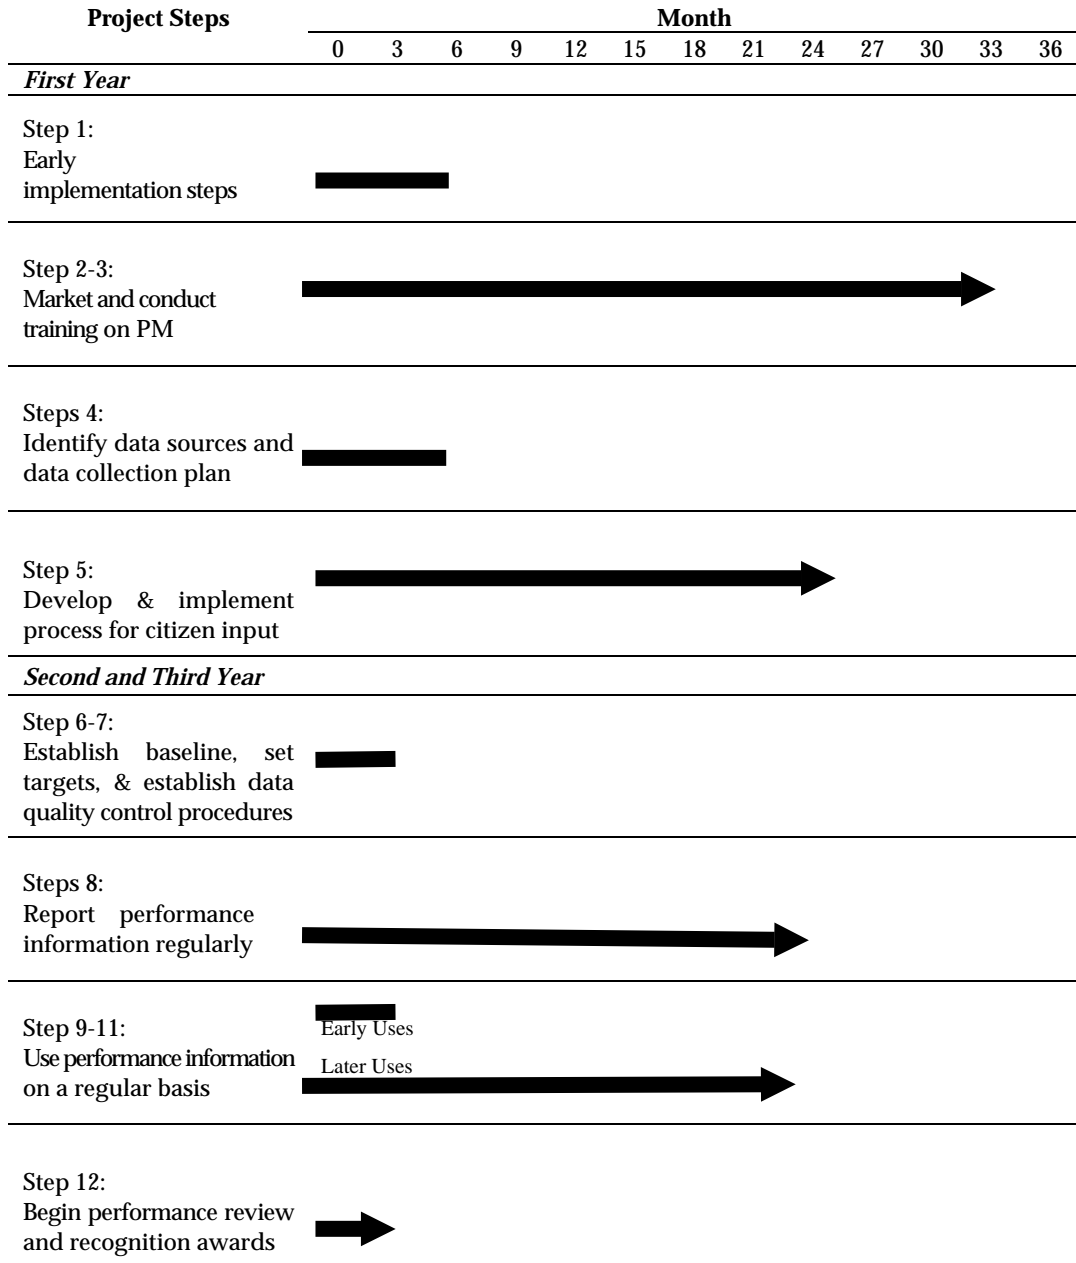 Project Steps
Month
0 3 6 9 12 15 18 21 24 27 30 33 36
First Year
Step 1:
Early
implementation steps
Step 2-3:
Market and conduct
training on PM
Steps 4:
Identify data sources and
data collection plan
Step 5:
Develop & implement
process for citizen input
Second and Third Year
Step 6-7:
Establish baseline, set
targets, & establish data
quality control procedures
Steps 8:
Report performance
information regularly
Step 9-11:
Use performance information
on a regular basis
Early Uses
Later Uses
Step 12:
Begin performance review
and recognition awards